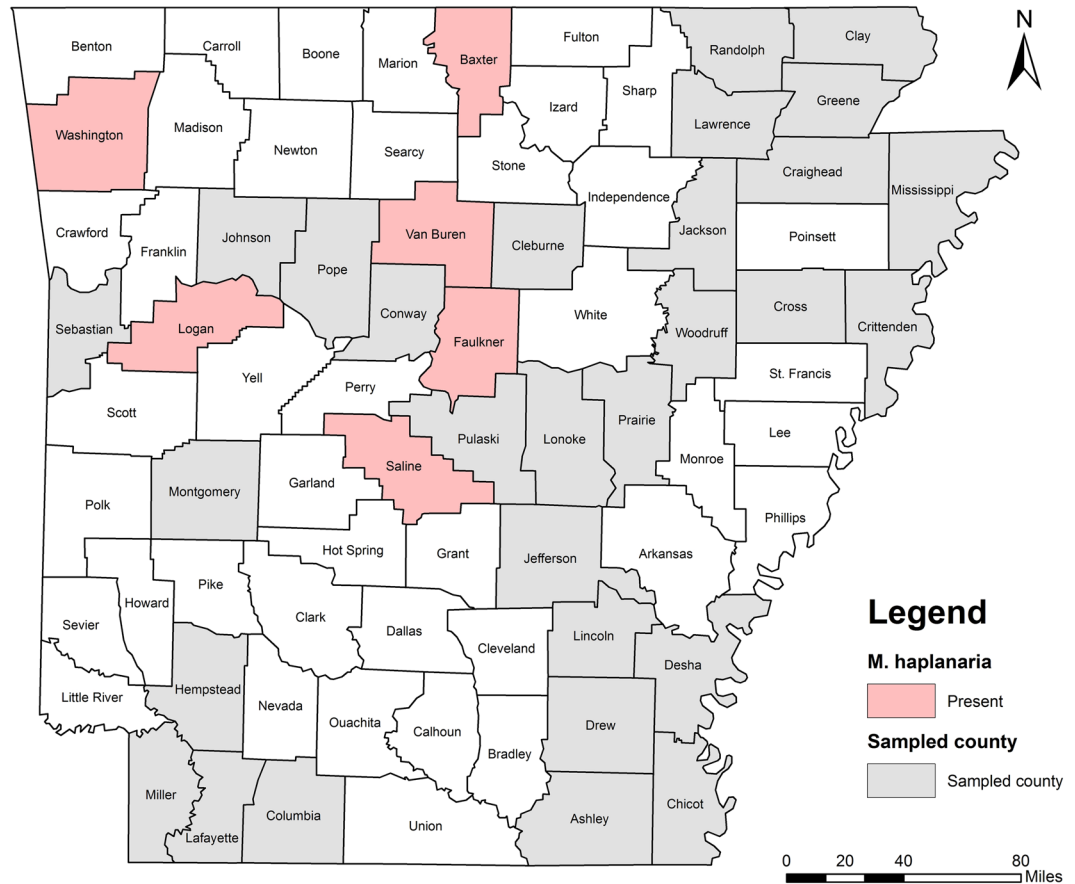 N
Benton
Carroll
Boone
Marion
Baxter
Fulton
Randolph
Clay
Sharp
Greene
Izard
Lawrence
Washington
Madison
Newton
Searcy
Stone
Craighead
Mississippi
Independence
Crawford
Franklin
Johnson
Pope
Van Buren
Cleburne
Jackson
Poinsett
Sebastian
Logan
Conway
Faulkner
White
Woodruff
Cross
Crittenden
Yell
Perry
St. Francis
Scott
Pulaski
Lonoke
Prairie
Lee
Saline
Monroe
Garland
Montgomery
Polk
Phillips
Hot Spring
Grant
Jefferson
Arkansas
Pike
Howard
Sevier
Clark
Dallas
Cleveland
Lincoln
Desha
Little River
Hempstead
Nevada
Ouachita
Calhoun
Bradley
Drew
Miller
Lafayette
Columbia
Union
Ashley
Chicot
Legend
M. haplanaria
Present
Sampled county
Sampled county
0 20 40 80
Miles